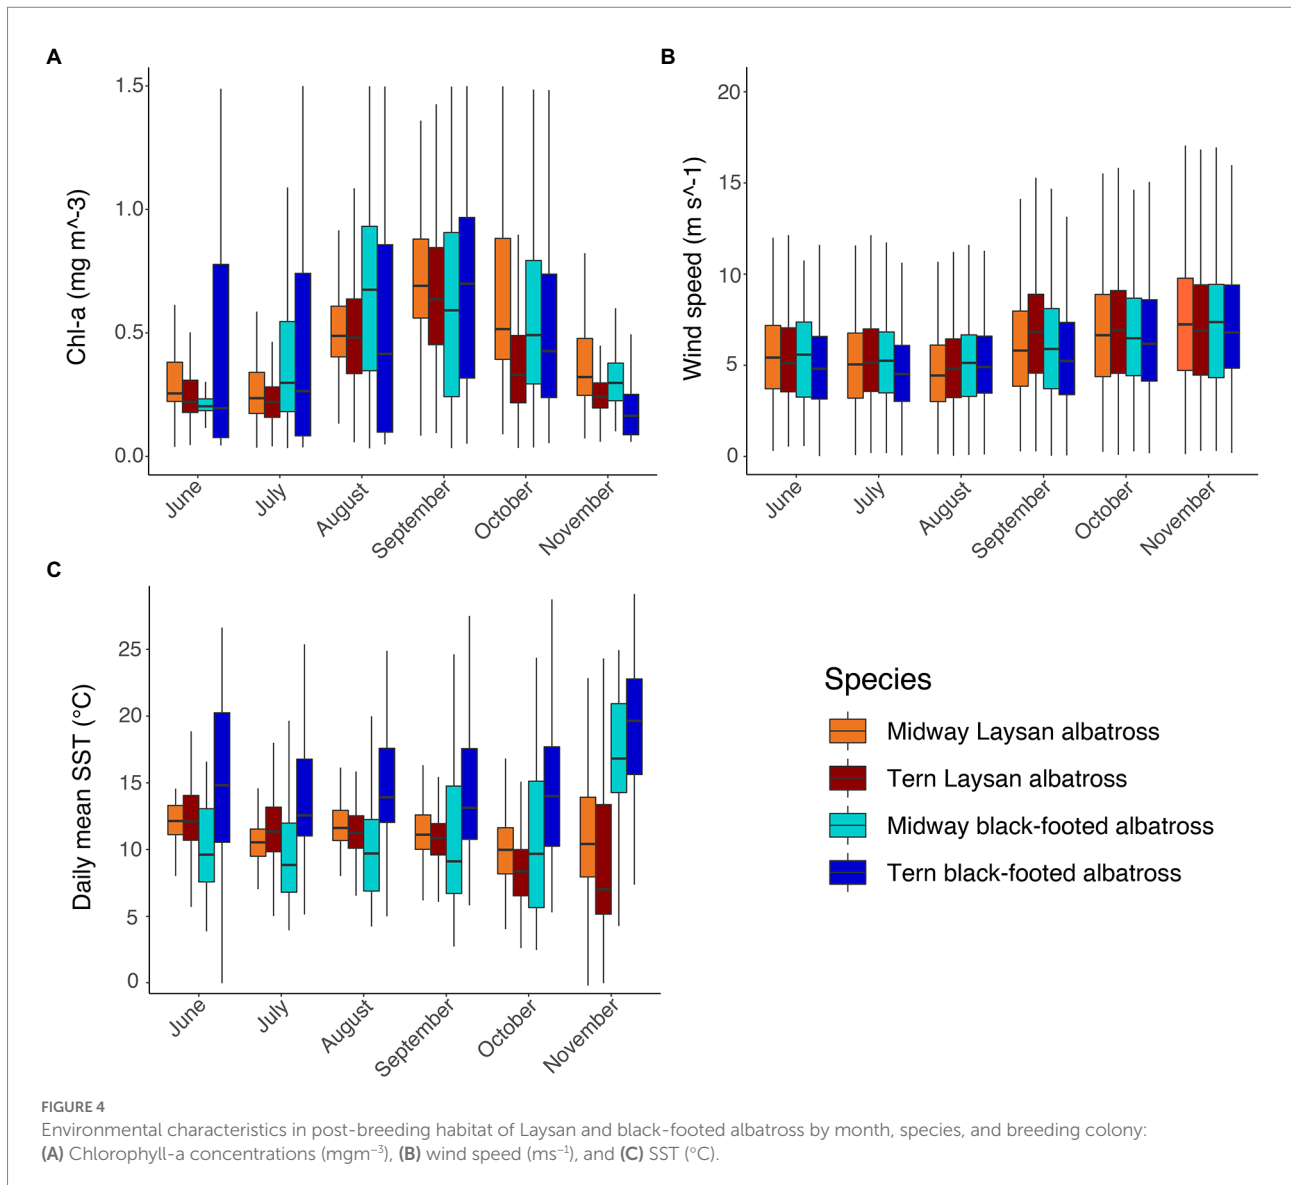 A
Chl-a (mg m^-3)
1.5
1.0
0.5
0.0
June
July
August
September
October
November
B
Wind speed (m s^-1)
20
15
10
5
0
June
July
August
September
October
November
C
Daily mean SST (°C)
25
20
15
10
5
0
June
July
August
September
October
November
Species
Midway Laysan albatross
Tern Laysan albatross
Midway black-footed albatross
Tern black-footed albatross
FIGURE 4
Environmental characteristics in post-breeding habitat of Laysan and black-footed albatross by month, species, and breeding colony:
(A) Chlorophyll-a concentrations (mgm⁻³), (B) wind speed (ms⁻¹), and (C) SST (°C).